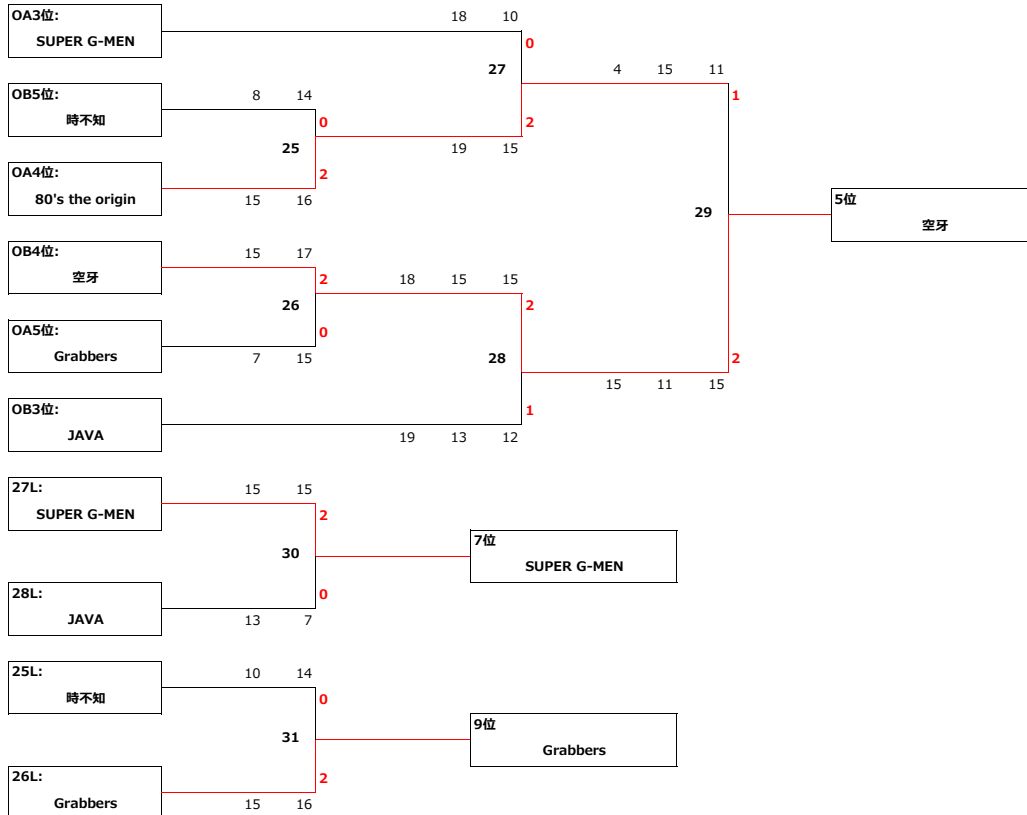 OA3位:
SUPER G-MEN
18 10
0
27
4 15 11
1
OB5位:
時不知
8 14
0
2
25
19 15
2
OA4位:
80's the origin
15 16
29
5位
空牙
OB4位:
空牙
15 17
2
18 15 15
2
26
0
OA5位:
Grabbers
7 15
28
2
15 11 15
1
OB3位:
JAVA
19 13 12
27L:
SUPER G-MEN
15 15
2
30
7位
SUPER G-MEN
0
28L:
JAVA
13 7
25L:
時不知
10 14
0
31
9位
Grabbers
2
26L:
Grabbers
15 16